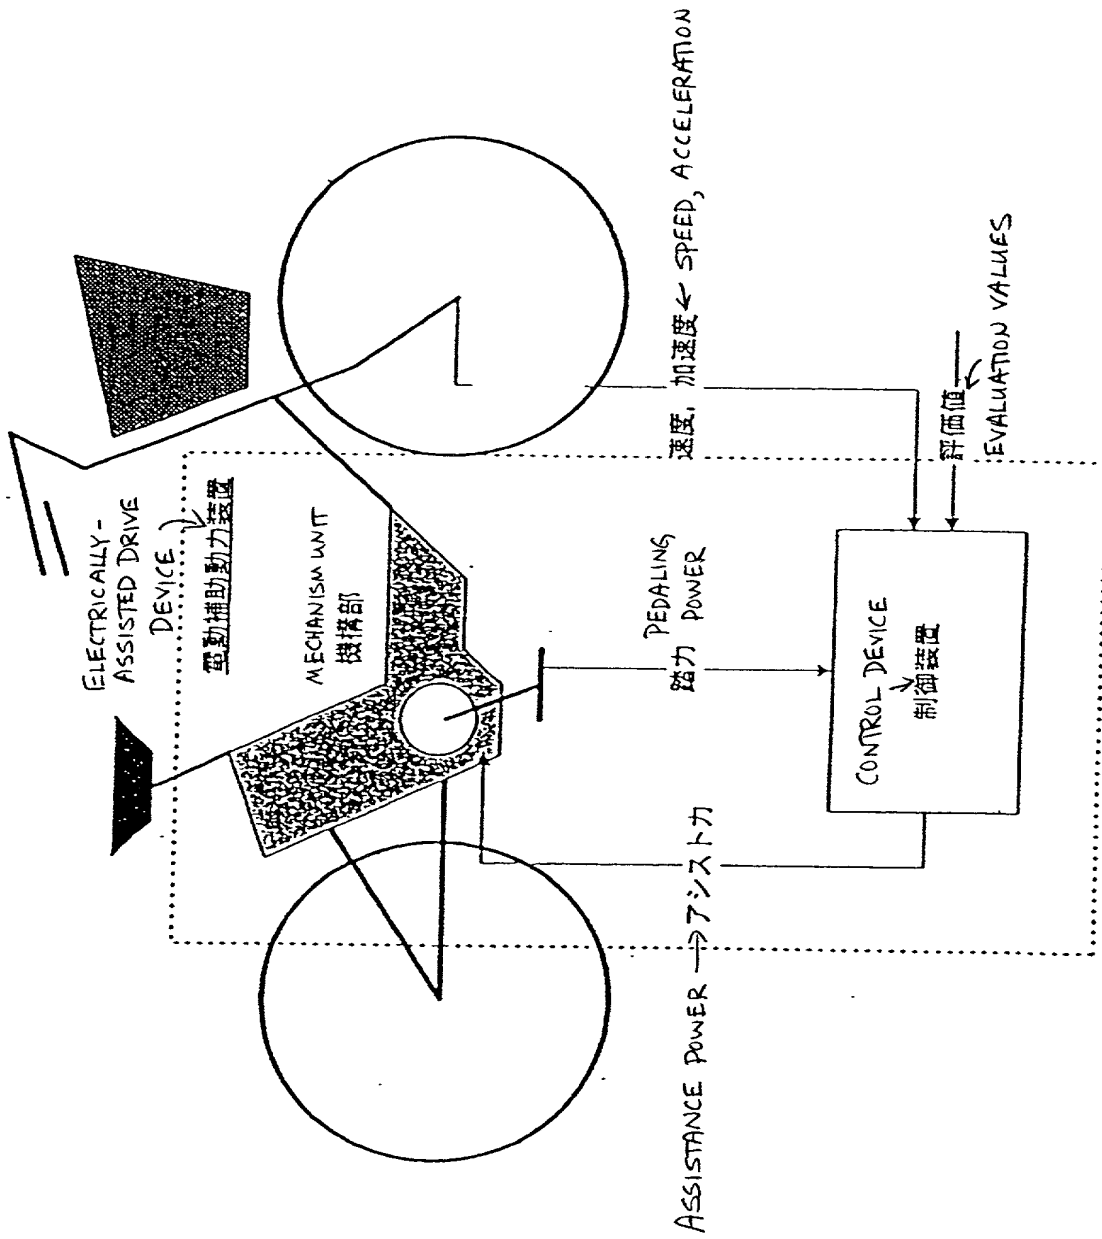 ELECTRICALLY-
ASSISTED DRIVE
DEVICE
電動補助動力装置
MECHANISM UNIT
機構部
PEDALING
踏力 POWER
ASSISTANCE POWER → アシスト力
速度, 加速度 ← SPEED, ACCELERATION
CONTROL DEVICE
制御装置
評価値
EVALUATION VALUES